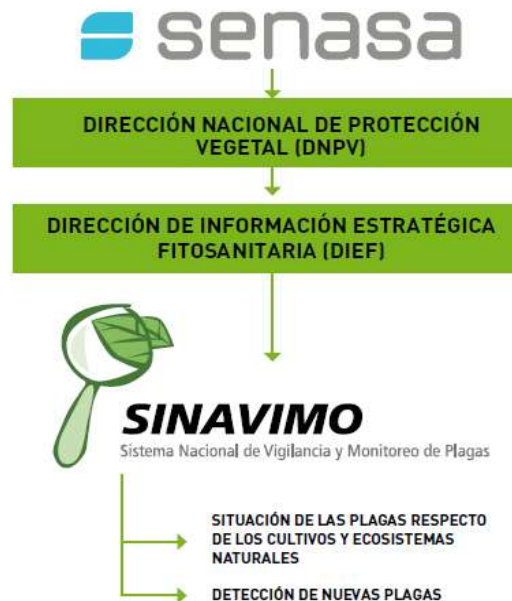 senasa
DIRECCIÓN NACIONAL DE PROTECCIÓN
VEGETAL (DNPV)
DIRECCIÓN DE INFORMACIÓN ESTRATÉGICA
FITOSANITARIA (DIEF)
SINAVIMO
Sistema Nacional de Vigilancia y Monitoreo de Plagas
SITUACIÓN DE LAS PLAGAS RESPECTO
DE LOS CULTIVOS Y ECOSISTEMAS
NATURALES
DETECCIÓN DE NUEVAS PLAGAS